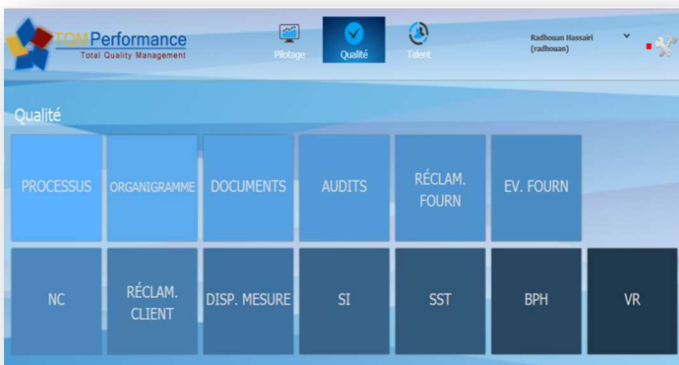 TQMPerformance
Total Quality Management
Pilotage
Qualité
Talent
Radhouan Hassairi
(radhouan)
Qualité
PROCESSUS
ORGANIGRAMME
DOCUMENTS
AUDITS
RÉCLAM.
FOURN
EV. FOURN
NC
RÉCLAM.
CLIENT
DISP. MESURE
SI
SST
BPH
VR